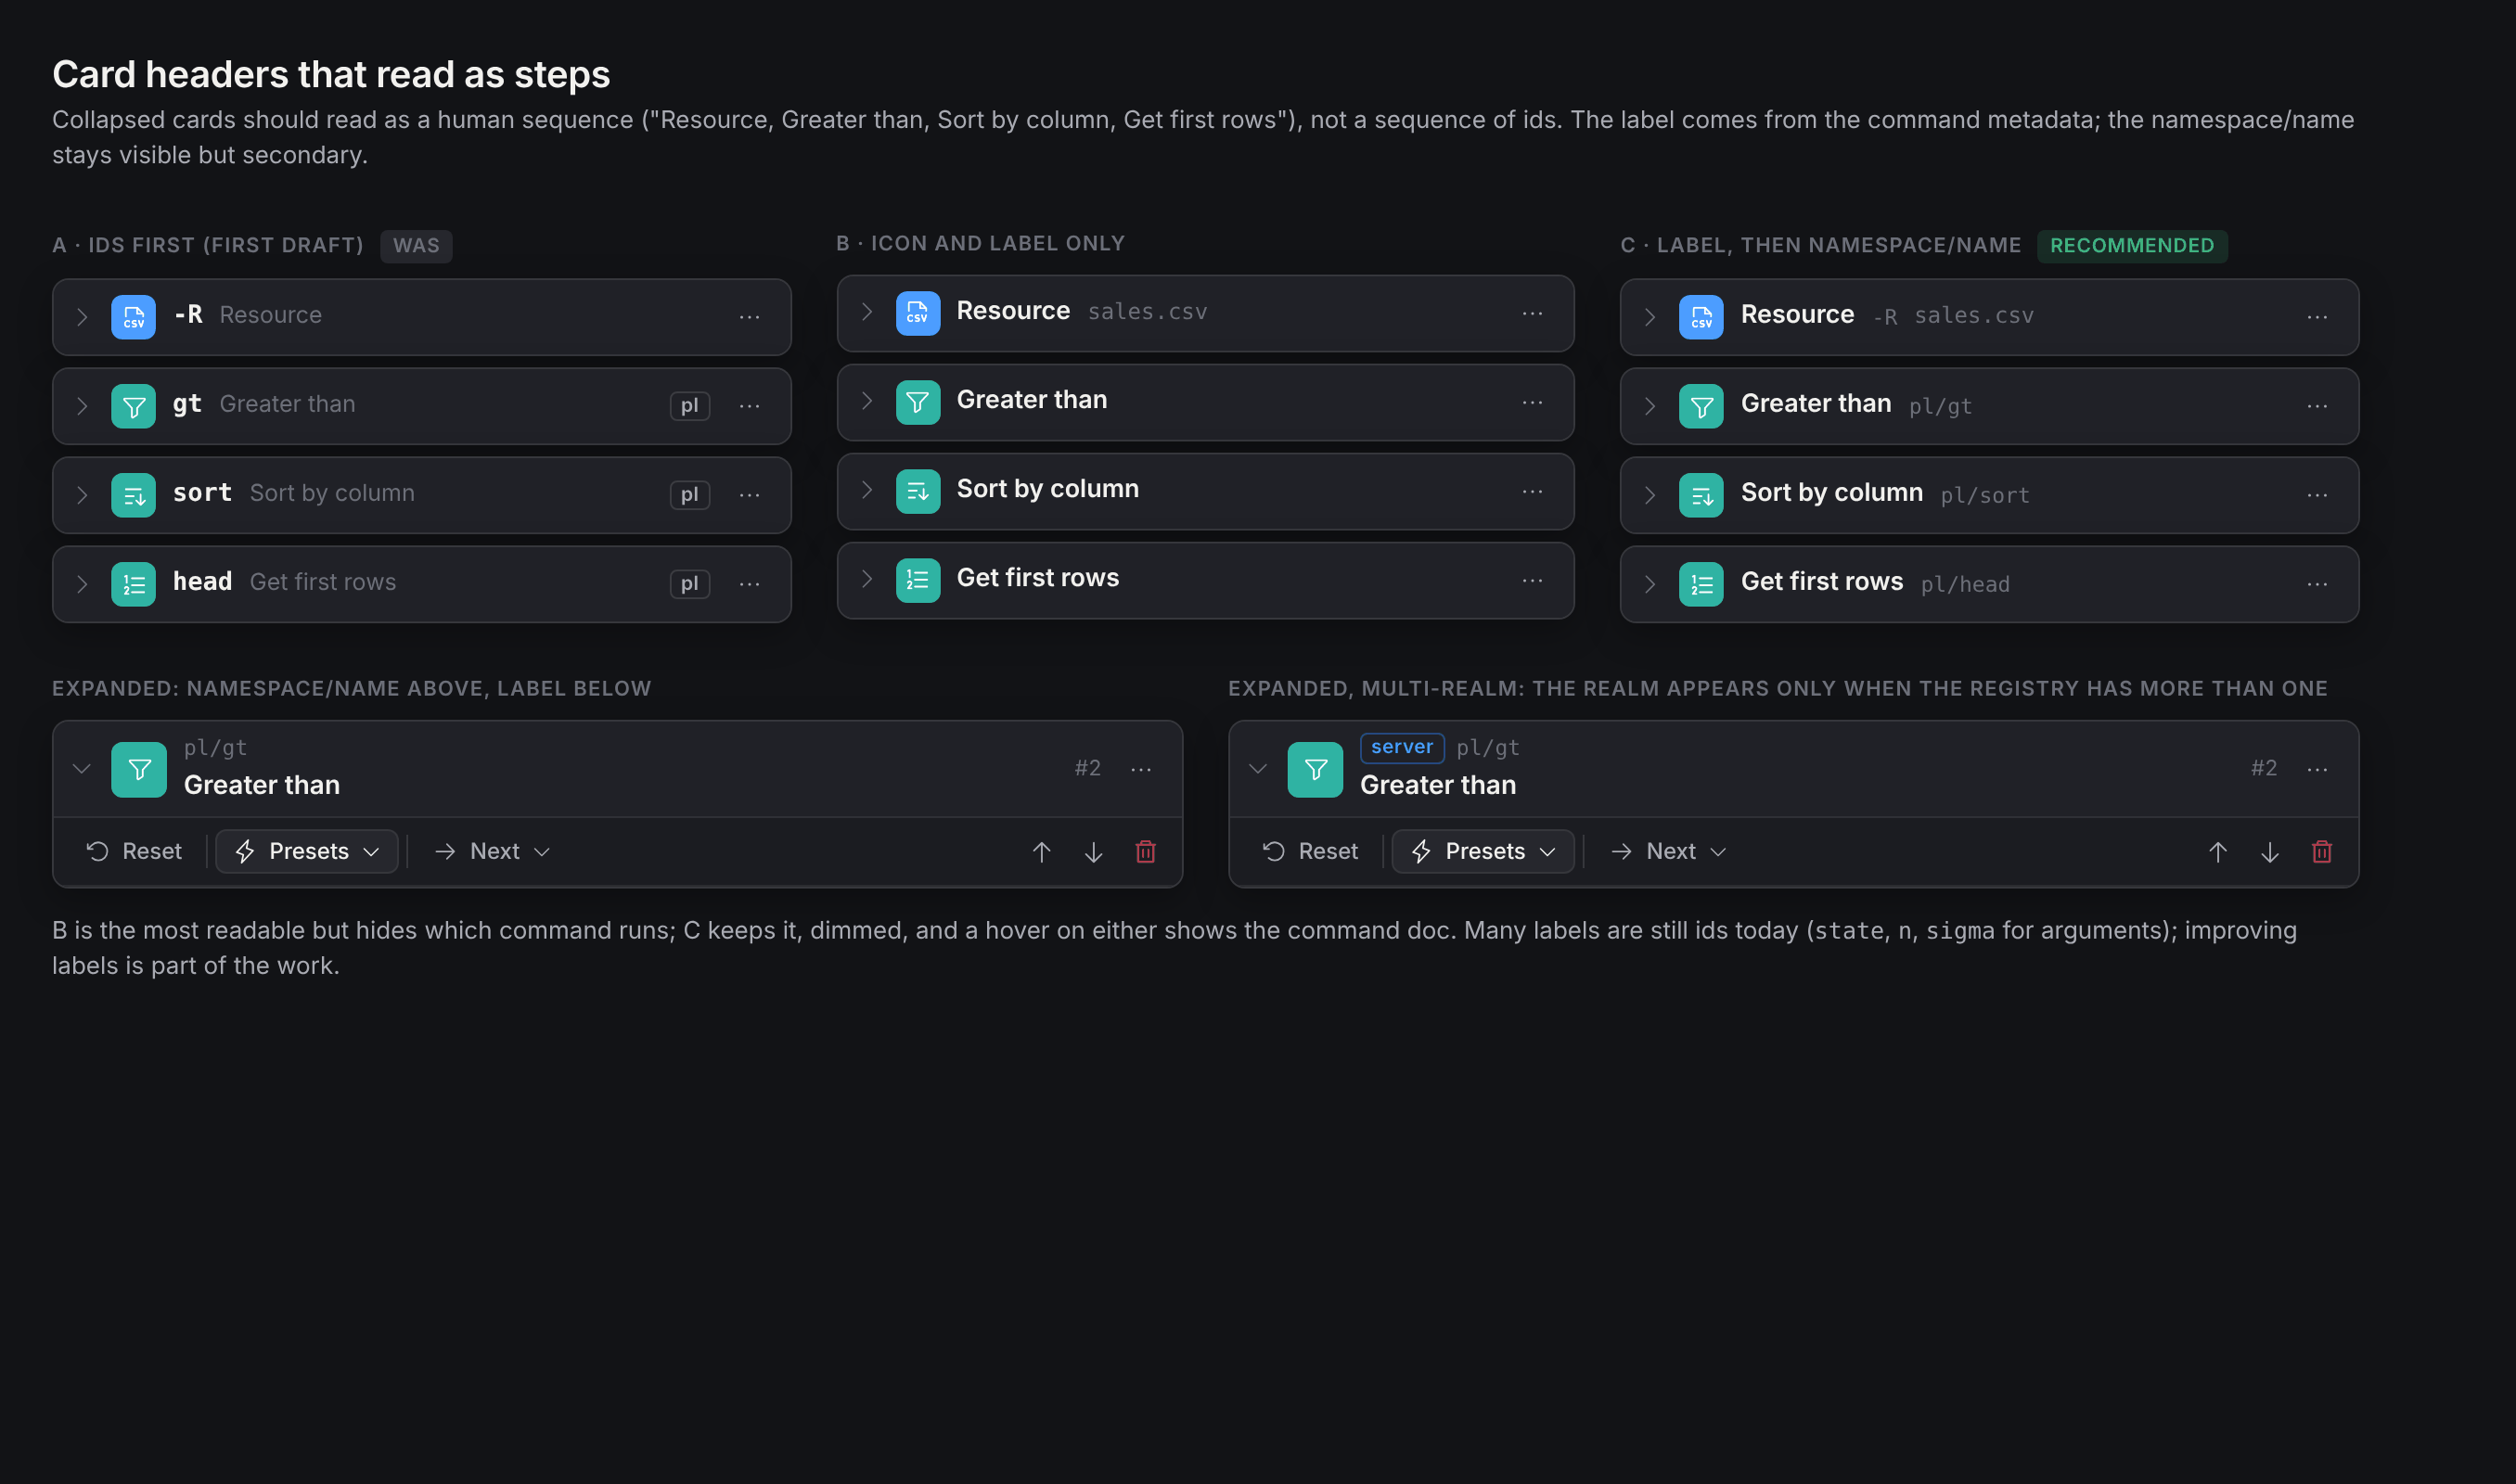 Card headers that read as steps
Collapsed cards should read as a human sequence ("Resource, Greater than, Sort by column, Get first rows"), not a sequence of ids. The label comes from the command metadata; the namespace/name
stays visible but secondary.
A · IDS FIRST (FIRST DRAFT) WAS
CSV -R Resource ...
gt Greater than pl ...
sort Sort by column pl ...
1 2 head Get first rows pl ...
B · ICON AND LABEL ONLY
CSV Resource sales.csv ...
Greater than ...
Sort by column ...
1 2 Get first rows ...
C · LABEL, THEN NAMESPACE/NAME RECOMMENDED
CSV Resource -R sales.csv ...
Greater than pl/gt ...
Sort by column pl/sort ...
1 2 Get first rows pl/head ...
EXPANDED: NAMESPACE/NAME ABOVE, LABEL BELOW
pl/gt
Greater than #2 ...
Reset Presets Next
EXPANDED, MULTI-REALM: THE REALM APPEARS ONLY WHEN THE REGISTRY HAS MORE THAN ONE
server pl/gt
Greater than #2 ...
Reset Presets Next
B is the most readable but hides which command runs; C keeps it, dimmed, and a hover on either shows the command doc. Many labels are still ids today (state, n, sigma for arguments); improving
labels is part of the work.